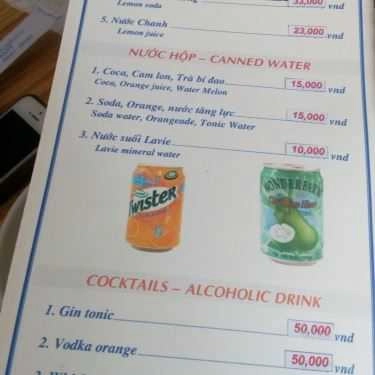 Lemon soda 33,000 vnd
5. Nước Chanh 23,000 vnd
Lemon juice
NƯỚC HỘP – CANNED WATER
1. Coca, Cam lon, Trà bí đao 15,000 vnd
Coca, Orange juice, Water Melon
2. Soda, Orange, nước tăng lực 15,000 vnd
Soda water, Orangeade, Tonic Water
3. Nước suối Lavie 10,000 vnd
Lavie mineral water
Twister
WONDERFARM
COCKTAILS – ALCOHOLIC DRINK
1. Gin tonic 50,000 vnd
2. Vodka orange 50,000 vnd